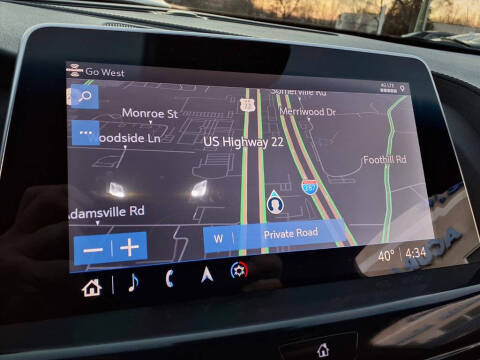 Go West
4G LTE
Somerville Rd
Monroe St
Merriwood Dr
Woodside Ln
US Highway 22
Foothill Rd
287
Adamsville Rd
W Private Road
40° 4:34